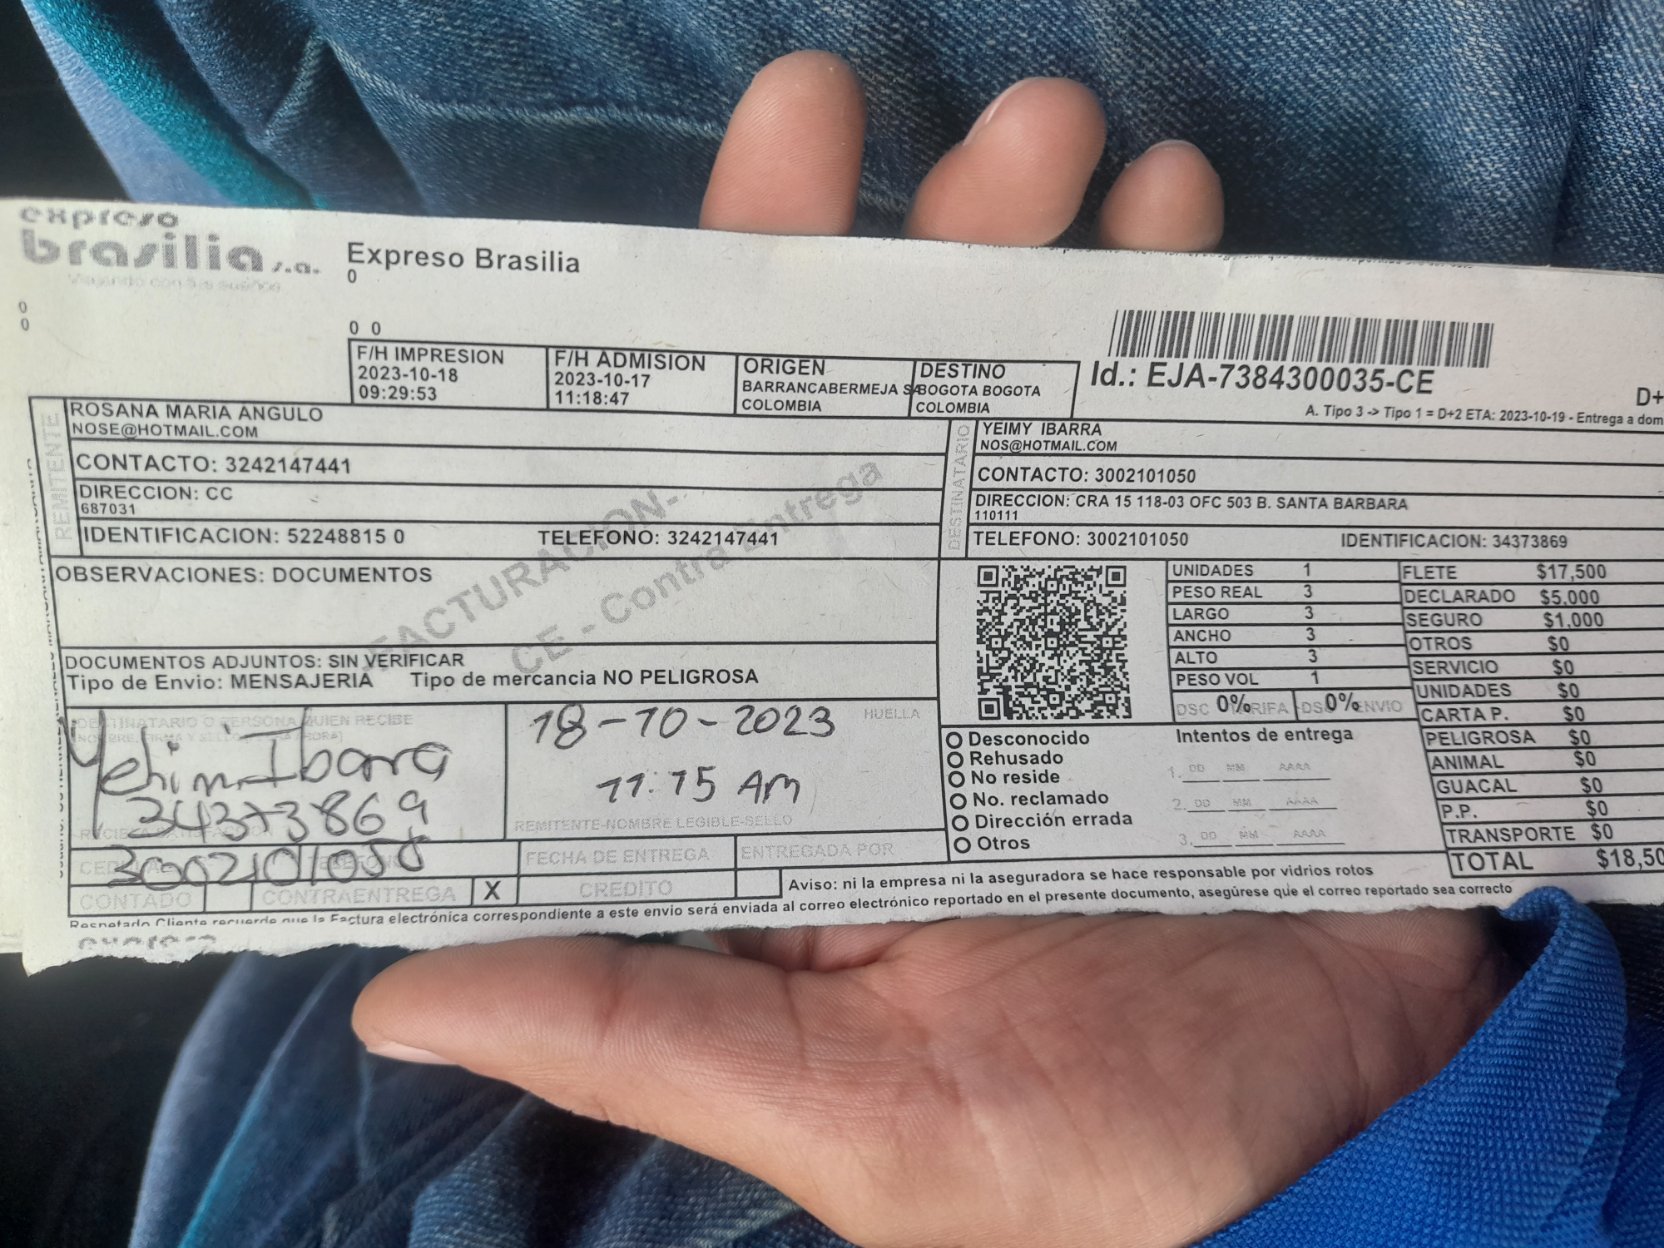 expreso
brasilia s.a.
Expreso Brasilia
0
0
0
0 0
F/H IMPRESION
2023-10-18
09:29:53
F/H ADMISION
2023-10-17
11:18:47
ORIGEN
BARRANCABERMEJA SA
COLOMBIA
DESTINO
BOGOTA BOGOTA
COLOMBIA
Id.: EJA-7384300035-CE
D+
A. Tipo 3 -> Tipo 1 = D+2 ETA: 2023-10-19 - Entrega a dom
REMITENTE
ROSANA MARIA ANGULO
NOSE@HOTMAIL.COM
CONTACTO: 3242147441
DIRECCION: CC
687031
IDENTIFICACION: 52248815 0 TELEFONO: 3242147441
DESTINATARIO
YEIMY IBARRA
NOS@HOTMAIL.COM
CONTACTO: 3002101050
DIRECCION: CRA 15 118-03 OFC 503 B. SANTA BARBARA
110111
TELEFONO: 3002101050 IDENTIFICACION: 34373869
OBSERVACIONES: DOCUMENTOS
-FACTURACION-
CE - Contra Entrega
DOCUMENTOS ADJUNTOS: SIN VERIFICAR
Tipo de Envio: MENSAJERIA Tipo de mercancia NO PELIGROSA
UNIDADES 1
PESO REAL 3
LARGO 3
ANCHO 3
ALTO 3
PESO VOL 1
DSC 0% TARIFA DSC 0% ENVIO
FLETE $17,500
DECLARADO $5,000
SEGURO $1,000
OTROS $0
SERVICIO $0
UNIDADES $0
CARTA P. $0
PELIGROSA $0
ANIMAL $0
GUACAL $0
P.P. $0
TRANSPORTE $0
TOTAL $18,50
DESTINATARIO O PERSONA QUIEN RECIBE
Yeimi Ibarra
34373869
3002101050
18-10-2023
11:15 Am
HUELLA
REMITENTE-NOMBRE LEGIBLE-SELLO
Desconocido
Rehusado
No reside
No. reclamado
Dirección errada
Otros
Intentos de entrega
1. DD MM AAAA
2. DD MM AAAA
3. DD MM AAAA
FECHA DE ENTREGA
ENTREGADA POR
CONTADO
CONTRAENTREGA X
CREDITO
Aviso: ni la empresa ni la aseguradora se hace responsable por vidrios rotos
Respetado Cliente recuerde que la Factura electrónica correspondiente a este envio será enviada al correo electrónico reportado en el presente documento, asegúrese que el correo reportado sea correcto
expreso